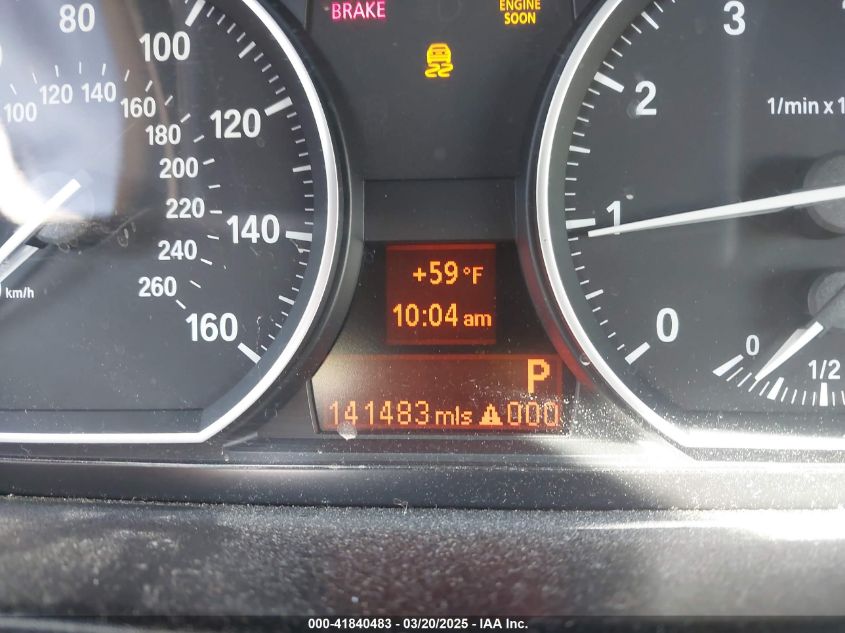 BRAKE
ENGINE
SOON
80
100
120
140
160
100
120
140
160
180
200
220
240
260
km/h
+59 °F
10:04 am
P
141483 mls 000
3
2
1
0
1/min x 1
0
1/2
000-41840483 - 03/20/2025 - IAA Inc.